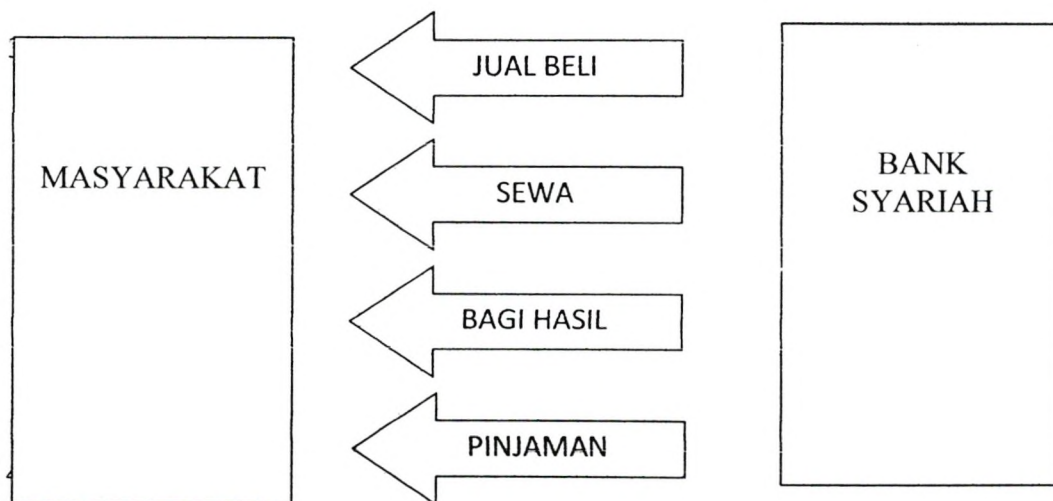 MASYARAKAT
JUAL BELI
SEWA
BAGI HASIL
PINJAMAN
BANK
SYARIAH